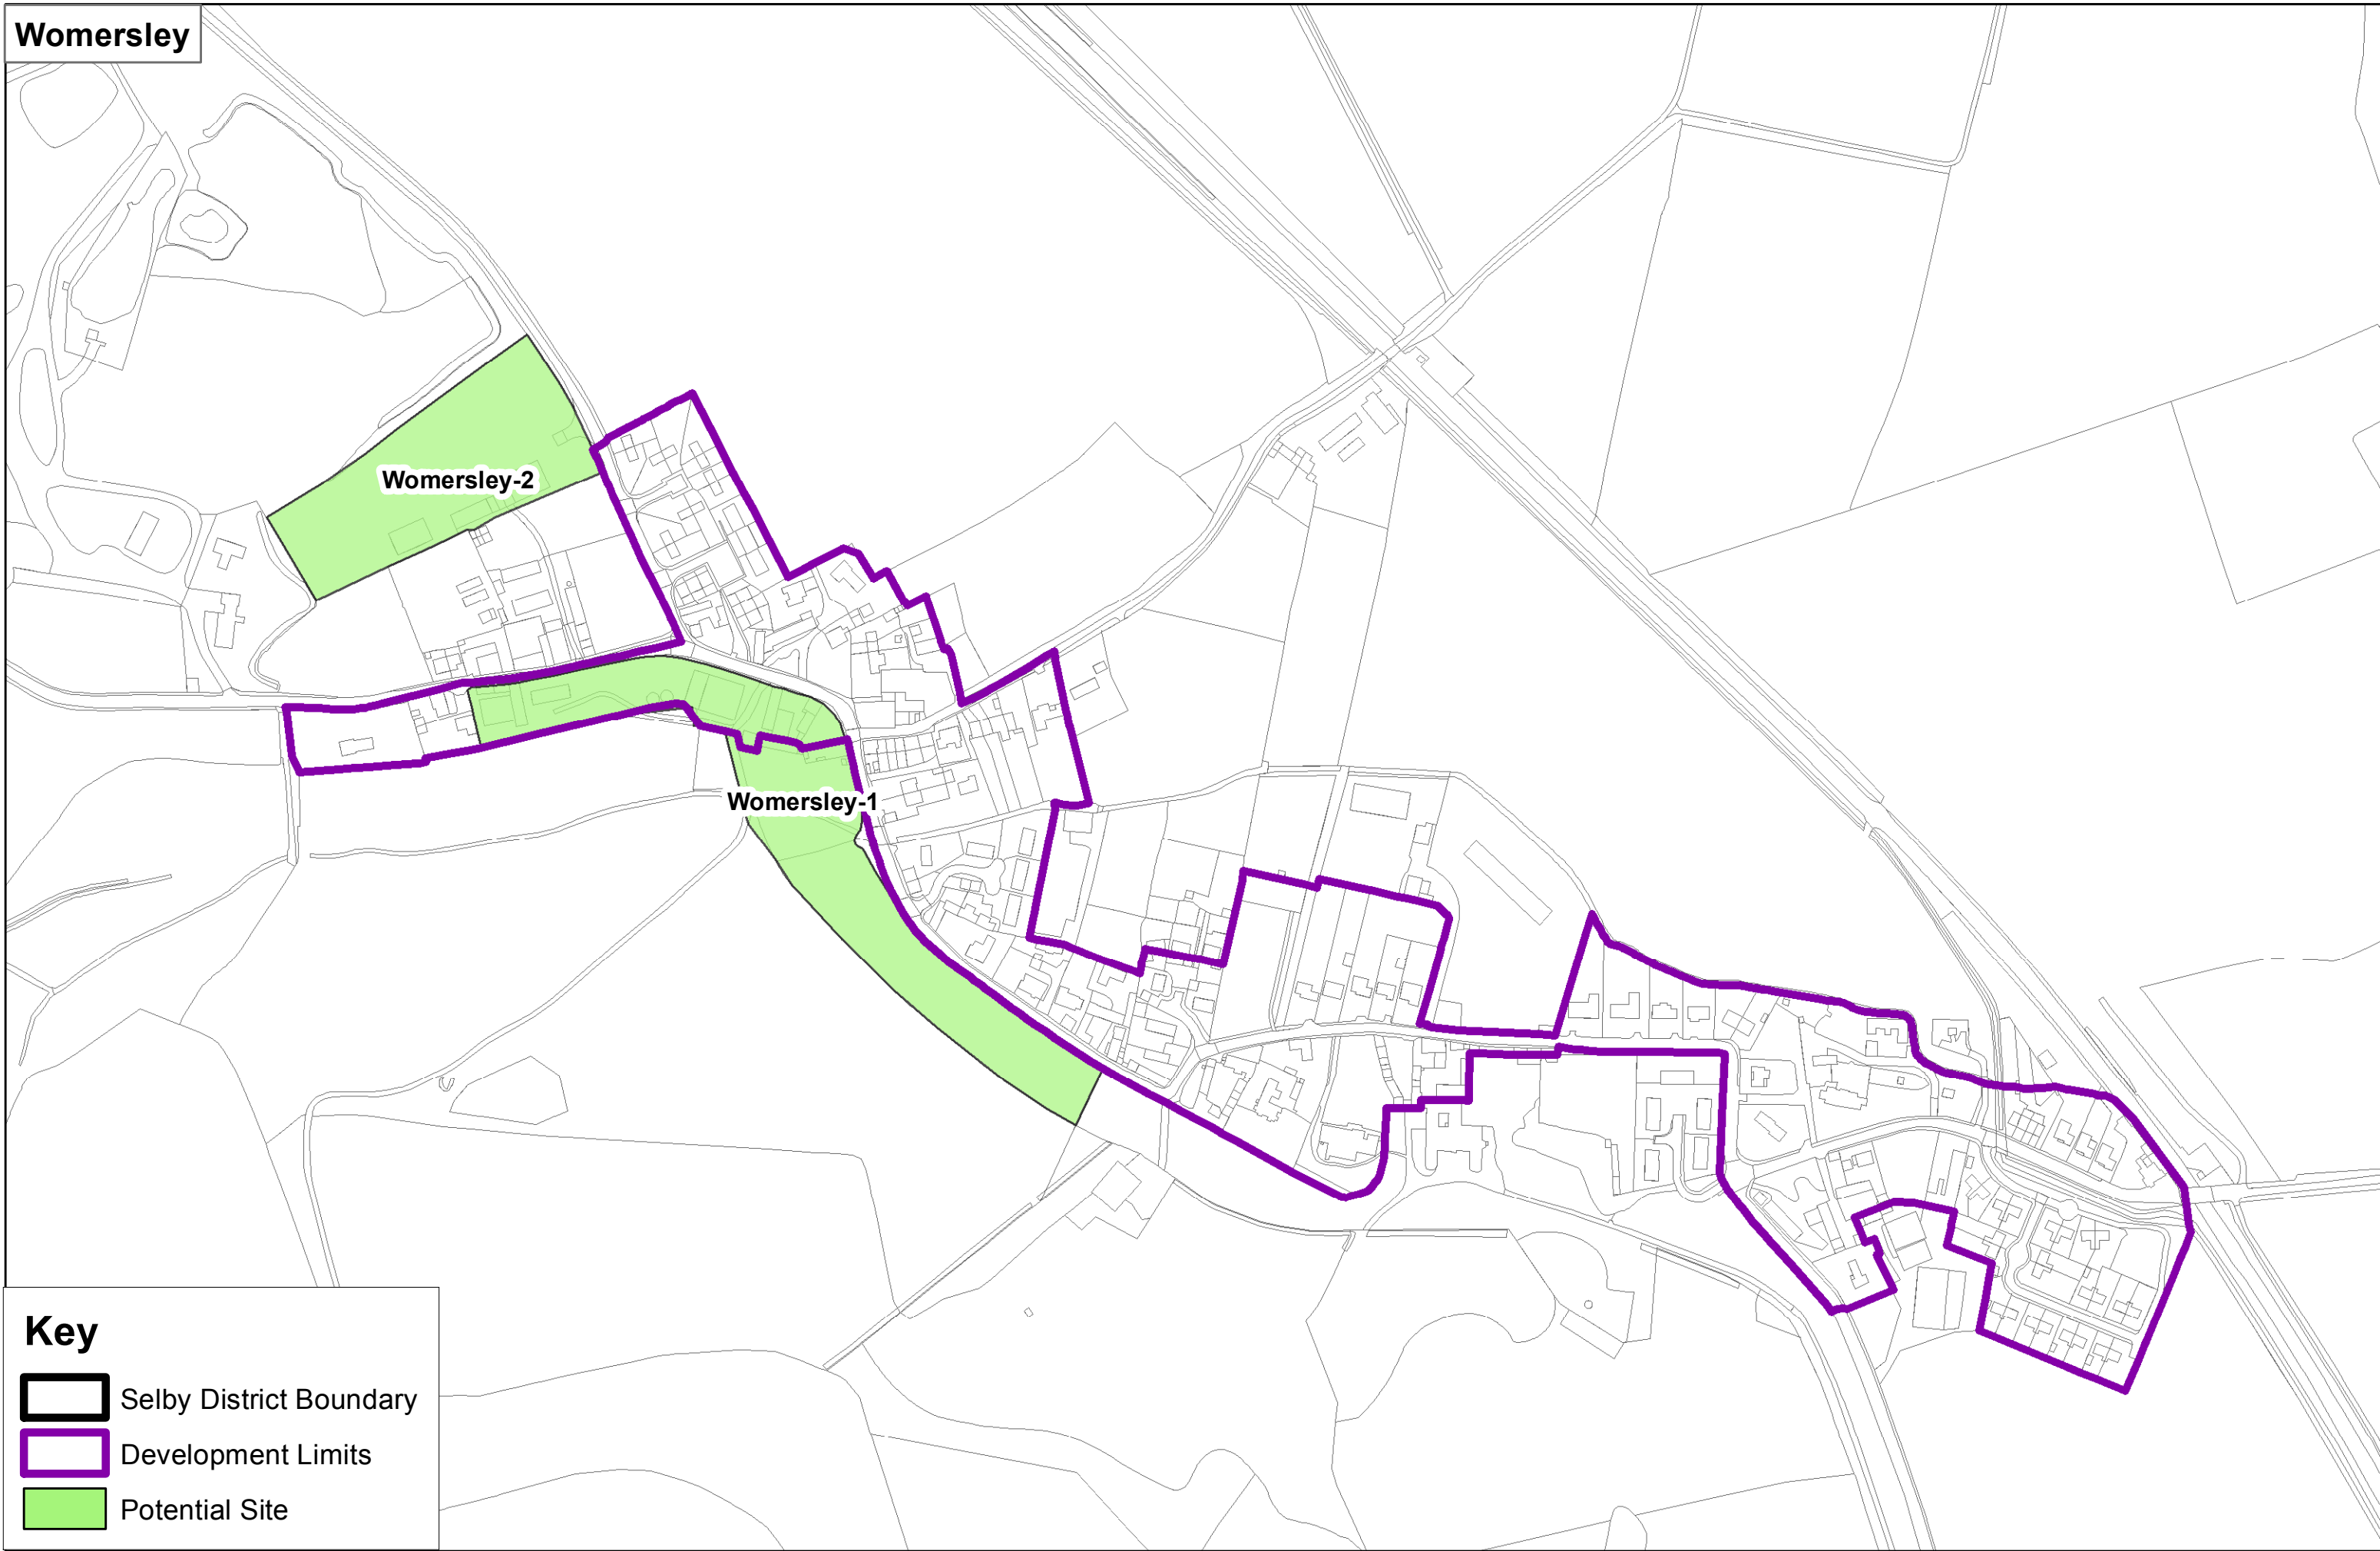 Womersley
Womersley-2
Womersley-1
Key
Selby District Boundary
Development Limits
Potential Site